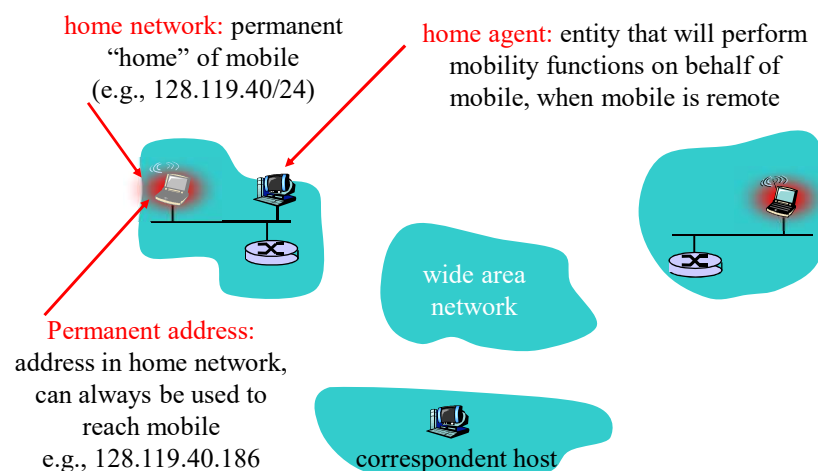 home network: permanent
“home” of mobile
(e.g., 128.119.40/24)
home agent: entity that will perform
mobility functions on behalf of
mobile, when mobile is remote
wide area
network
Permanent address:
address in home network,
can always be used to
reach mobile
e.g., 128.119.40.186
correspondent host